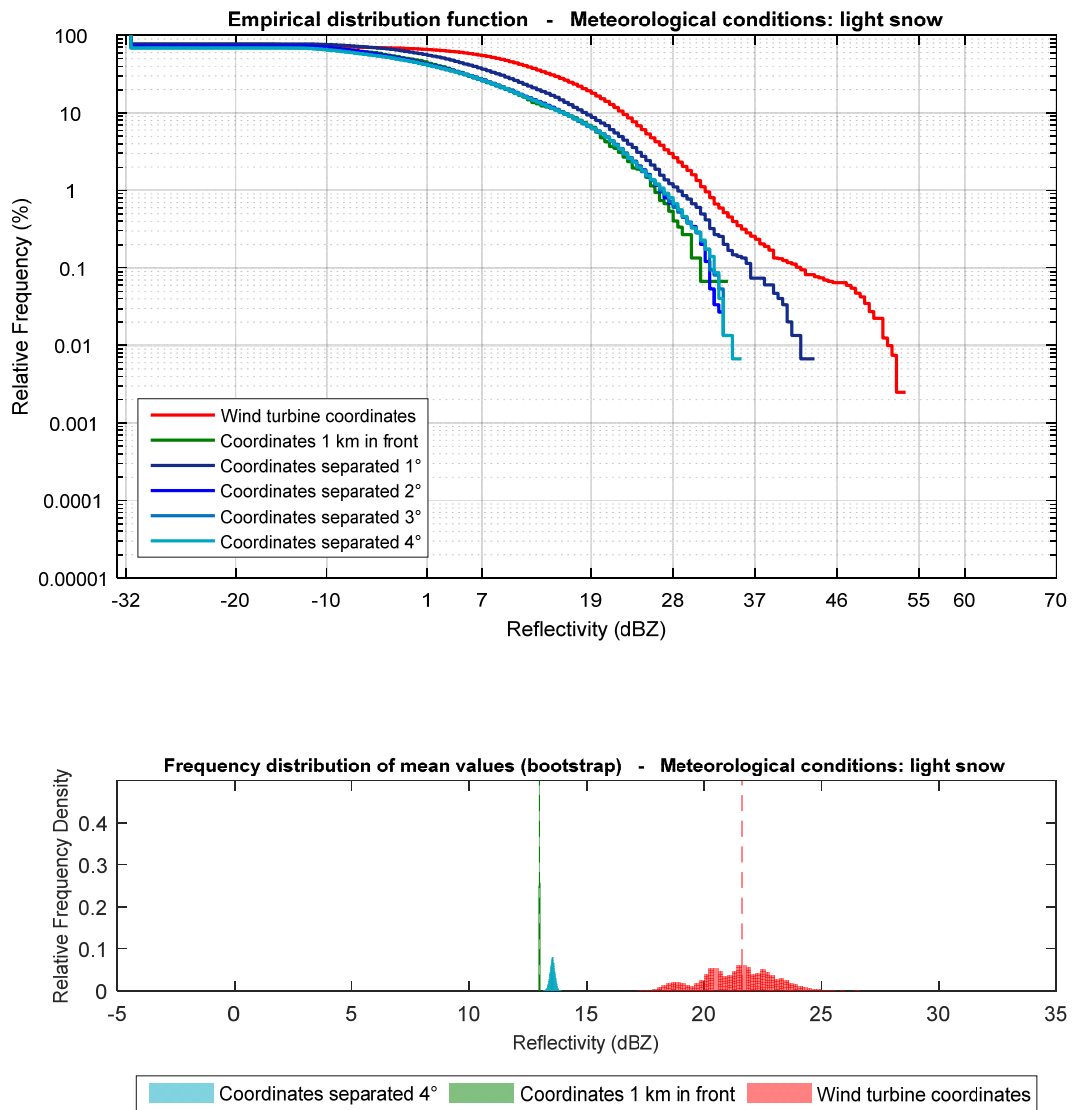 Empirical distribution function - Meteorological conditions: light snow
Relative Frequency (%)
100
10
1
0.1
0.01
0.001
0.0001
0.00001
Wind turbine coordinates
Coordinates 1 km in front
Coordinates separated 1°
Coordinates separated 2°
Coordinates separated 3°
Coordinates separated 4°
-32 -20 -10 1 7 19 28 37 46 55 60 70
Reflectivity (dBZ)
Frequency distribution of mean values (bootstrap) - Meteorological conditions: light snow
Relative Frequency Density
0.4
0.3
0.2
0.1
0
-5 0 5 10 15 20 25 30 35
Reflectivity (dBZ)
Coordinates separated 4° Coordinates 1 km in front Wind turbine coordinates